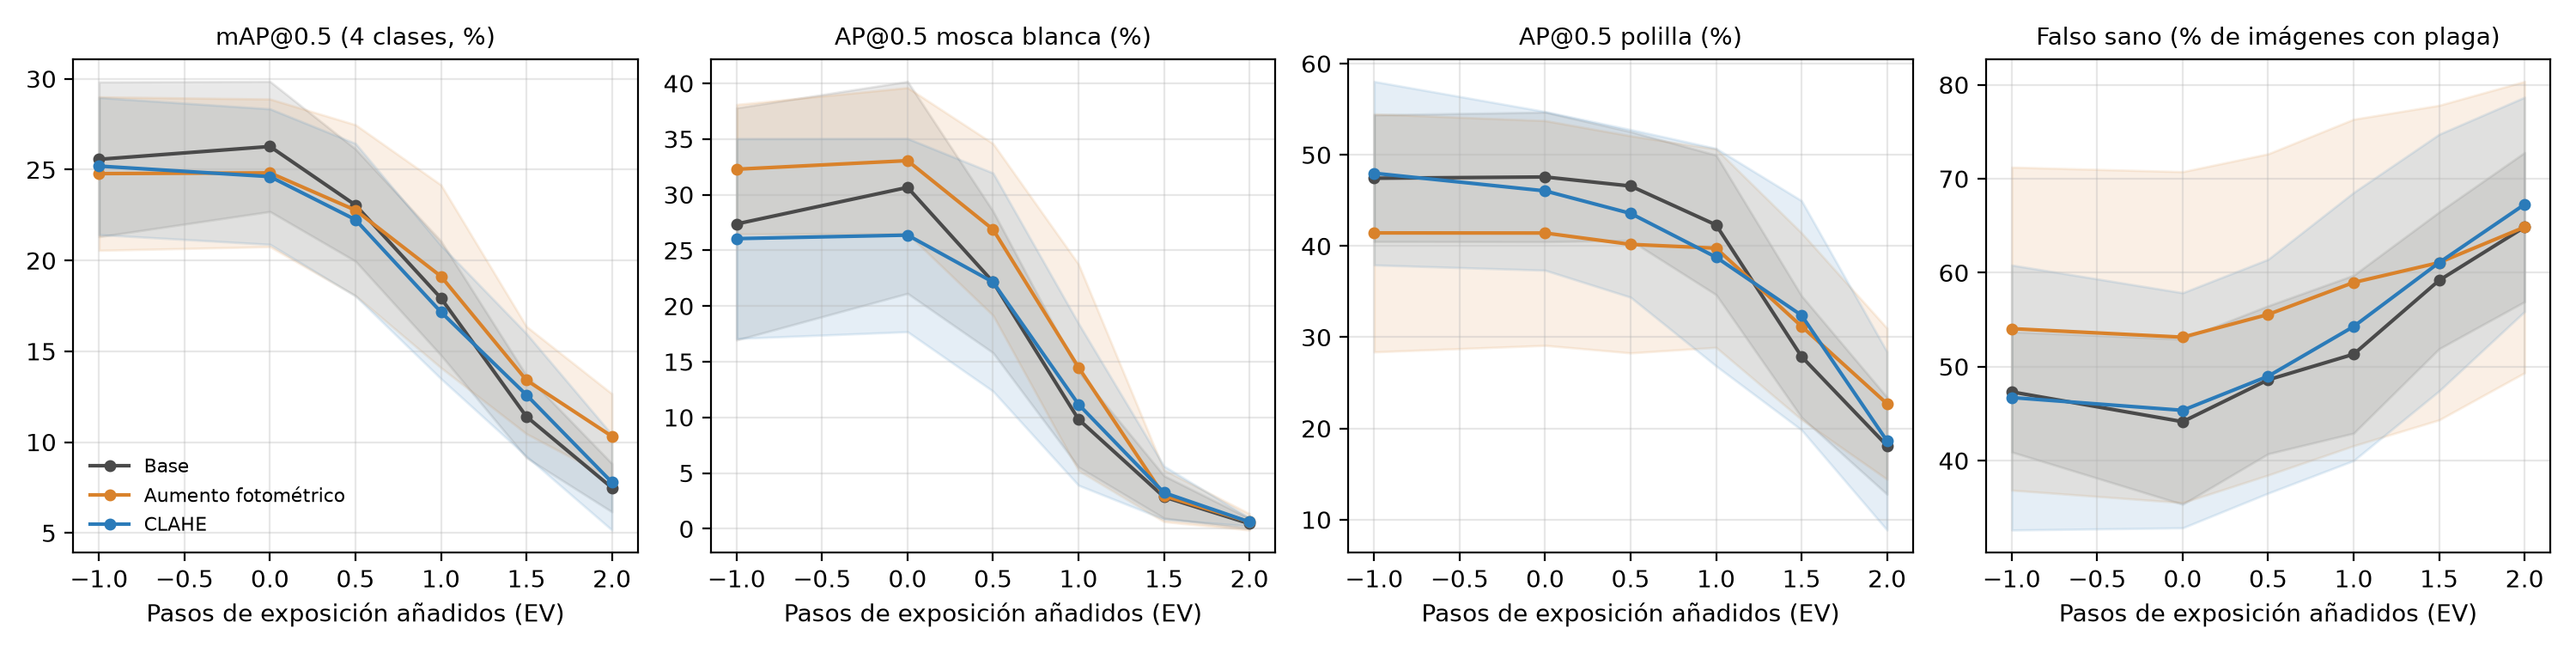 mAP@0.5 (4 clases, %)
30
25
20
15
10
5
Base
Aumento fotométrico
CLAHE
−1.0 −0.5 0.0 0.5 1.0 1.5 2.0
Pasos de exposición añadidos (EV)
AP@0.5 mosca blanca (%)
40
35
30
25
20
15
10
5
0
−1.0 −0.5 0.0 0.5 1.0 1.5 2.0
Pasos de exposición añadidos (EV)
AP@0.5 polilla (%)
60
50
40
30
20
10
−1.0 −0.5 0.0 0.5 1.0 1.5 2.0
Pasos de exposición añadidos (EV)
Falso sano (% de imágenes con plaga)
80
70
60
50
40
−1.0 −0.5 0.0 0.5 1.0 1.5 2.0
Pasos de exposición añadidos (EV)